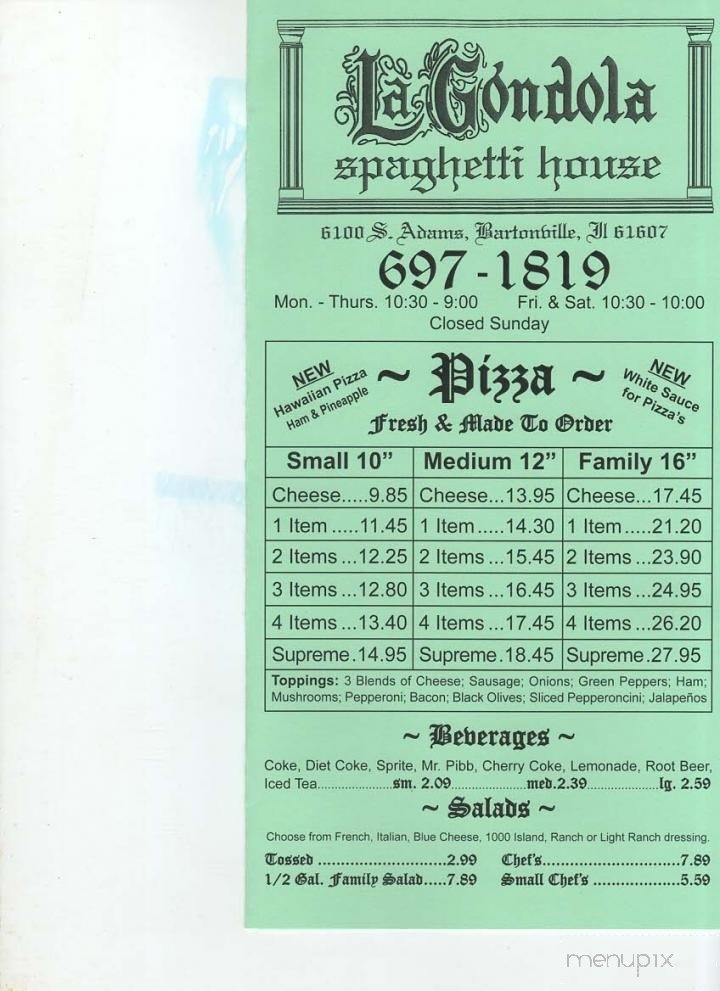 La Góndola
spaghetti house
6100 S. Adams, Bartonville, Il 61607
697-1819
Mon. - Thurs. 10:30 - 9:00 Fri. & Sat. 10:30 - 10:00
Closed Sunday
NEW
Hawaiian Pizza
Ham & Pineapple
~ Pizza ~
NEW
White Sauce
for Pizza's
Fresh & Made To Order
Small 10" Medium 12" Family 16"
Cheese.....9.85 Cheese...13.95 Cheese...17.45
1 Item .....11.45 1 Item .....14.30 1 Item.....21.20
2 Items ...12.25 2 Items ...15.45 2 Items ...23.90
3 Items ...12.80 3 Items ...16.45 3 Items ...24.95
4 Items ...13.40 4 Items ...17.45 4 Items ...26.20
Supreme.14.95 Supreme.18.45 Supreme.27.95
Toppings: 3 Blends of Cheese; Sausage; Onions; Green Peppers; Ham;
Mushrooms; Pepperoni; Bacon; Black Olives; Sliced Pepperoncini; Jalapeños
~ Beverages ~
Coke, Diet Coke, Sprite, Mr. Pibb, Cherry Coke, Lemonade, Root Beer,
Iced Tea....................sm. 2.09....................med.2.39....................lg. 2.59
~ Salads ~
Choose from French, Italian, Blue Cheese, 1000 Island, Ranch or Light Ranch dressing.
Tossed ..............................2.99 Chef's................................7.89
1/2 Gal. Family Salad.....7.89 Small Chef's ....................5.59
menupix